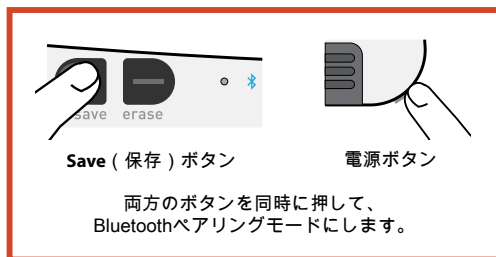 save erase
Save（保存）ボタン
電源ボタン
両方のボタンを同時に押して、
Bluetoothペアリングモードにします。